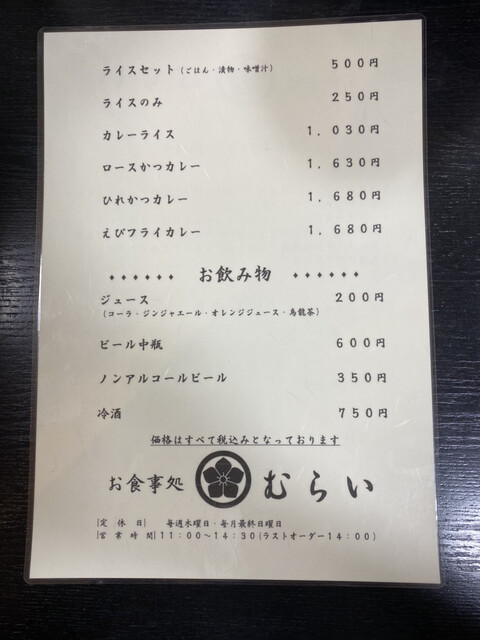 ライスセット（ごはん・漬物・味噌汁） ５００円
ライスのみ ２５０円
カレーライス １，０３０円
ロースかつカレー １，６３０円
ひれかつカレー １，６８０円
えびフライカレー １，６８０円
♦♦♦♦♦♦ お飲み物 ♦♦♦♦♦♦
ジュース ２００円
（コーラ・ジンジャエール・オレンジジュース・烏龍茶）
ビール中瓶 ６００円
ノンアルコールビール ３５０円
冷酒 ７５０円
価格はすべて税込みとなっております
お食事処 むらい
|定 休 日| 毎週木曜日・毎月最終日曜日
|営 業 時 間| 11:00～14:30(ラストオーダー14:00)